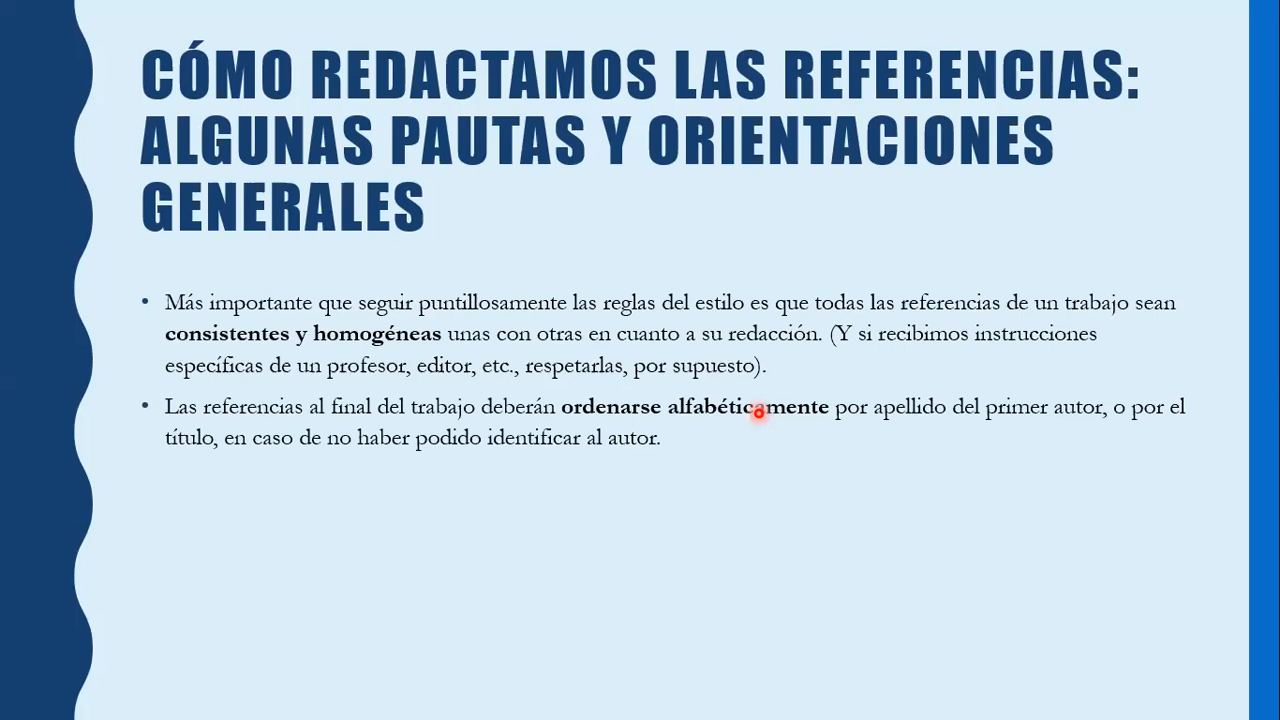 CÓMO REDACTAMOS LAS REFERENCIAS:
ALGUNAS PAUTAS Y ORIENTACIONES
GENERALES
• Más importante que seguir puntillosamente las reglas del estilo es que todas las referencias de un trabajo sean
consistentes y homogéneas unas con otras en cuanto a su redacción. (Y si recibimos instrucciones
específicas de un profesor, editor, etc., respetarlas, por supuesto).
• Las referencias al final del trabajo deberán ordenarse alfabéticamente por apellido del primer autor, o por el
título, en caso de no haber podido identificar al autor.